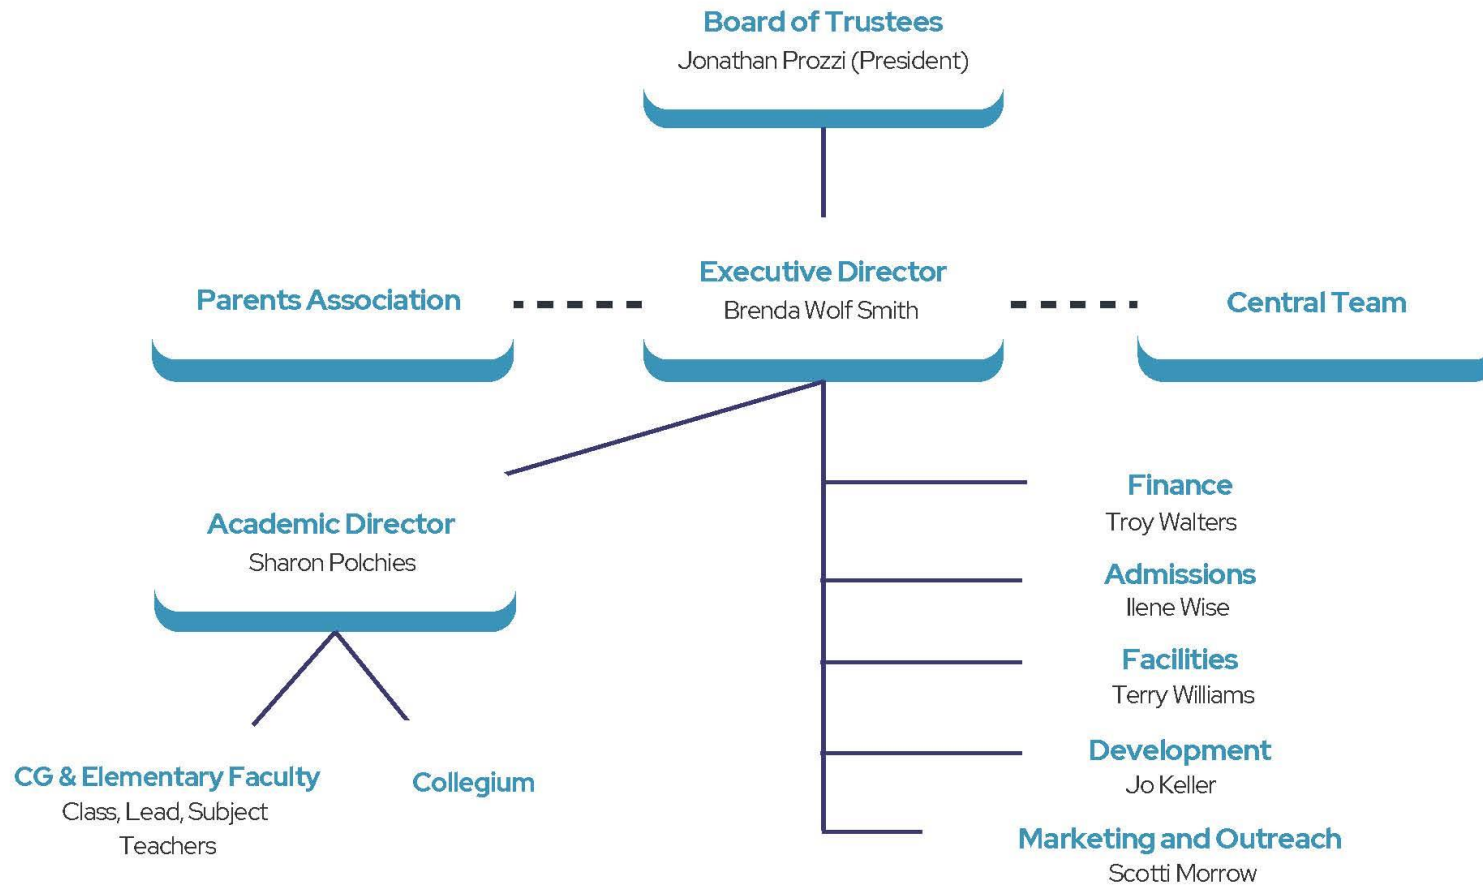 Board of Trustees
Jonathan Prozzi (President)
Parents Association
Executive Director
Brenda Wolf Smith
Central Team
Academic Director
Sharon Polchies
CG & Elementary Faculty
Class, Lead, Subject
Teachers
Collegium
Finance
Troy Walters
Admissions
Ilene Wise
Facilities
Terry Williams
Development
Jo Keller
Marketing and Outreach
Scotti Morrow